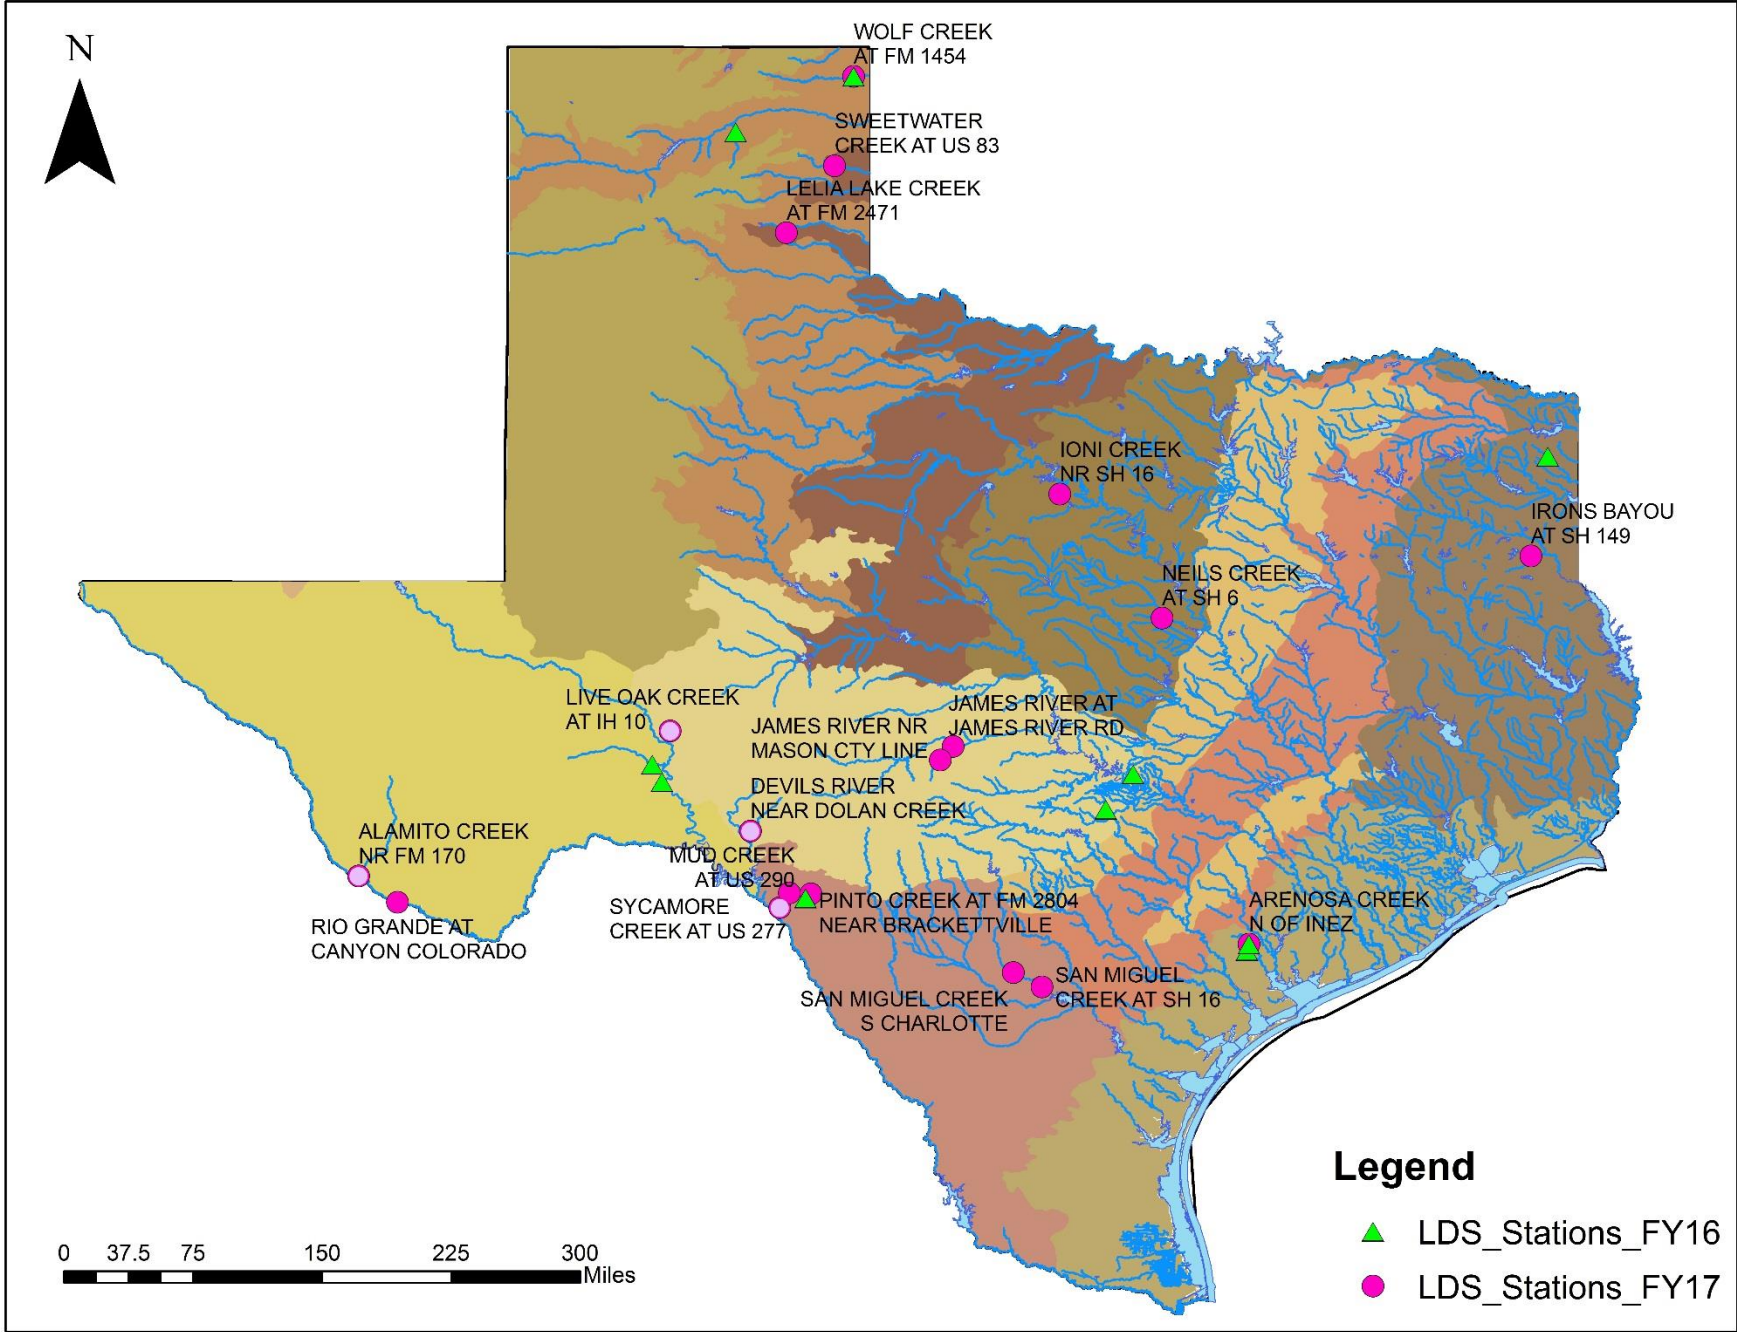 N
WOLF CREEK
AT FM 1454
SWEETWATER
CREEK AT US 83
LELIA LAKE CREEK
AT FM 2471
IONI CREEK
NR SH 16
IRONS BAYOU
AT SH 149
NEILS CREEK
AT SH 6
LIVE OAK CREEK
AT IH 10
JAMES RIVER AT
JAMES RIVER RD
JAMES RIVER NR
MASON CTY LINE
DEVILS RIVER
NEAR DOLAN CREEK
ALAMITO CREEK
NR FM 170
MUD CREEK
AT US 290
SYCAMORE
CREEK AT US 277
PINTO CREEK AT FM 2804
NEAR BRACKETTVILLE
ARENOSA CREEK
N OF INEZ
RIO GRANDE AT
CANYON COLORADO
SAN MIGUEL
CREEK AT SH 16
SAN MIGUEL CREEK
S CHARLOTTE
Legend
LDS_Stations_FY16
LDS_Stations_FY17
0 37.5 75 150 225 300
Miles